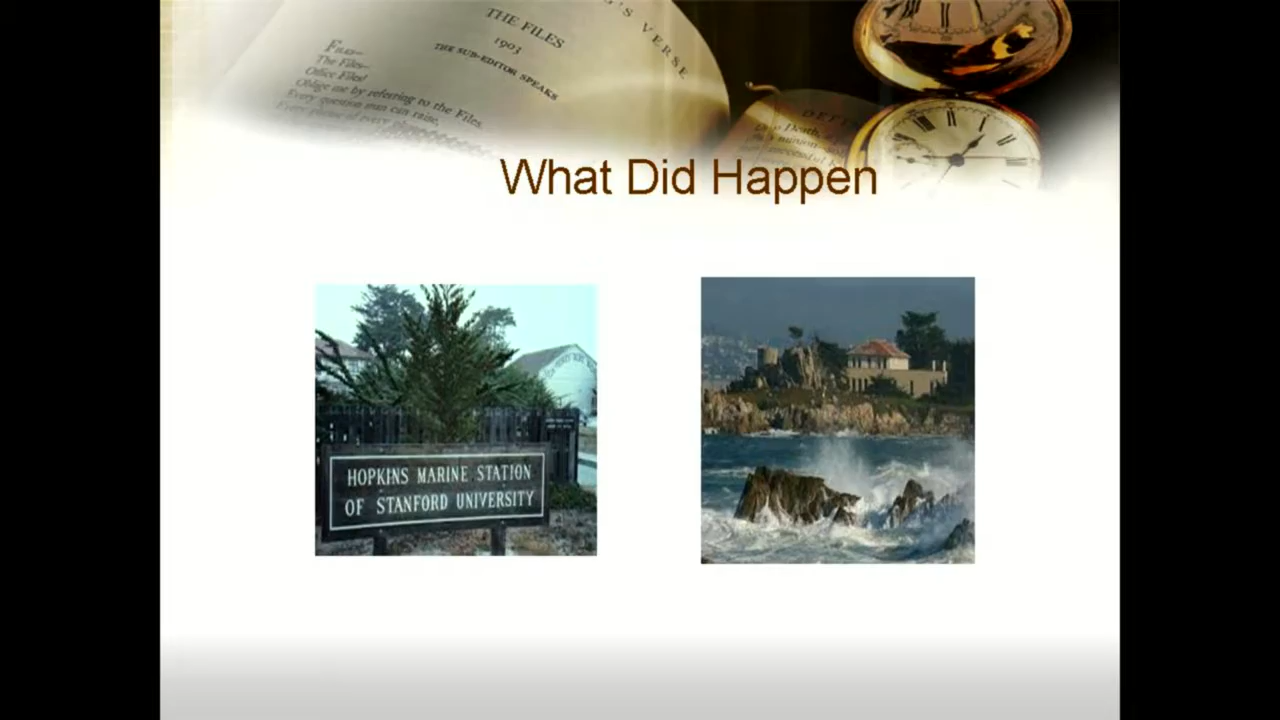 'S VERSE
THE FILES
1903
THE SUB-EDITOR SPEAKS
FILES—
The Files—
Office Files!
Oblige me by referring to the Files.
Every question man can raise,
What Did Happen
HOPKINS MARINE STATION
OF STANFORD UNIVERSITY